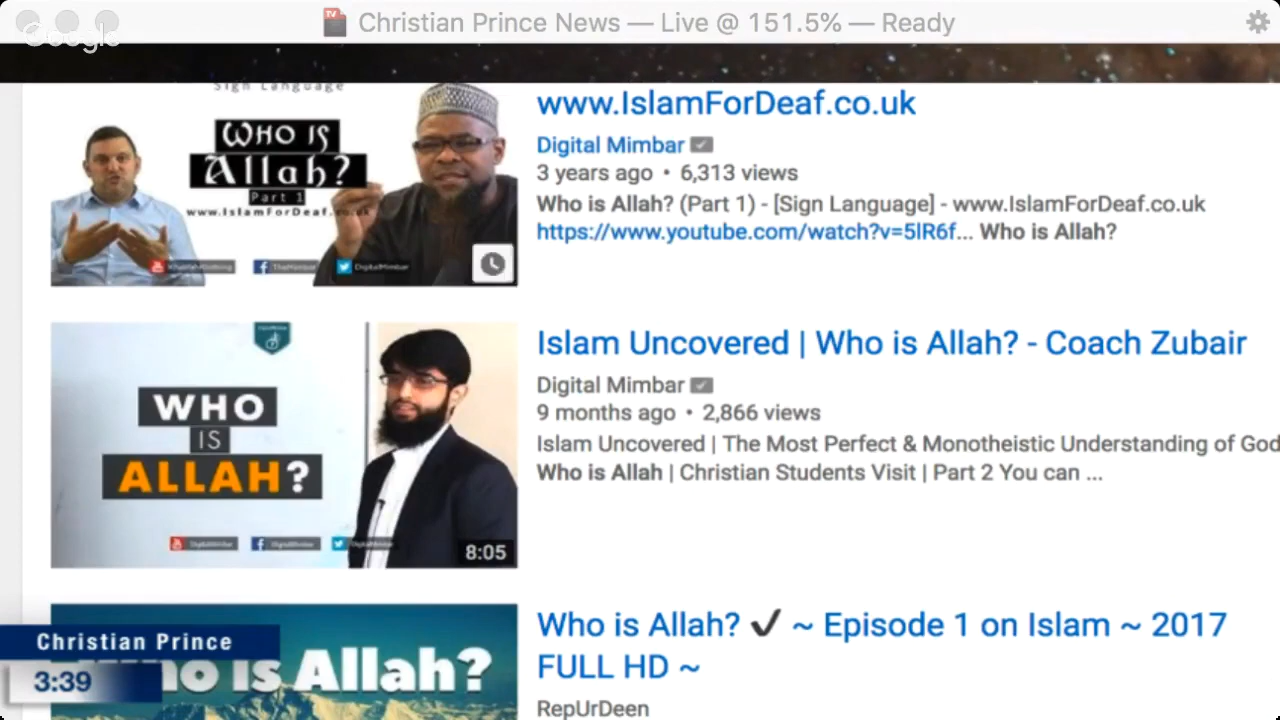 Christian Prince News — Live @ 151.5% — Ready
Google
Sign Language
WHO IS
Allah?
Part 1
www.IslamForDeaf.co.uk
DigitalMimbar
www.IslamForDeaf.co.uk
Digital Mimbar
3 years ago • 6,313 views
Who is Allah? (Part 1) - [Sign Language] - www.IslamForDeaf.co.uk
https://www.youtube.com/watch?v=5lR6f... Who is Allah?
WHO
IS
ALLAH?
8:05
Islam Uncovered | Who is Allah? - Coach Zubair
Digital Mimbar
9 months ago • 2,866 views
Islam Uncovered | The Most Perfect & Monotheistic Understanding of God
Who is Allah | Christian Students Visit | Part 2 You can ...
Who is Allah?
Who is Allah? ✔ ~ Episode 1 on Islam ~ 2017
FULL HD ~
RepUrDeen
Christian Prince
3:39